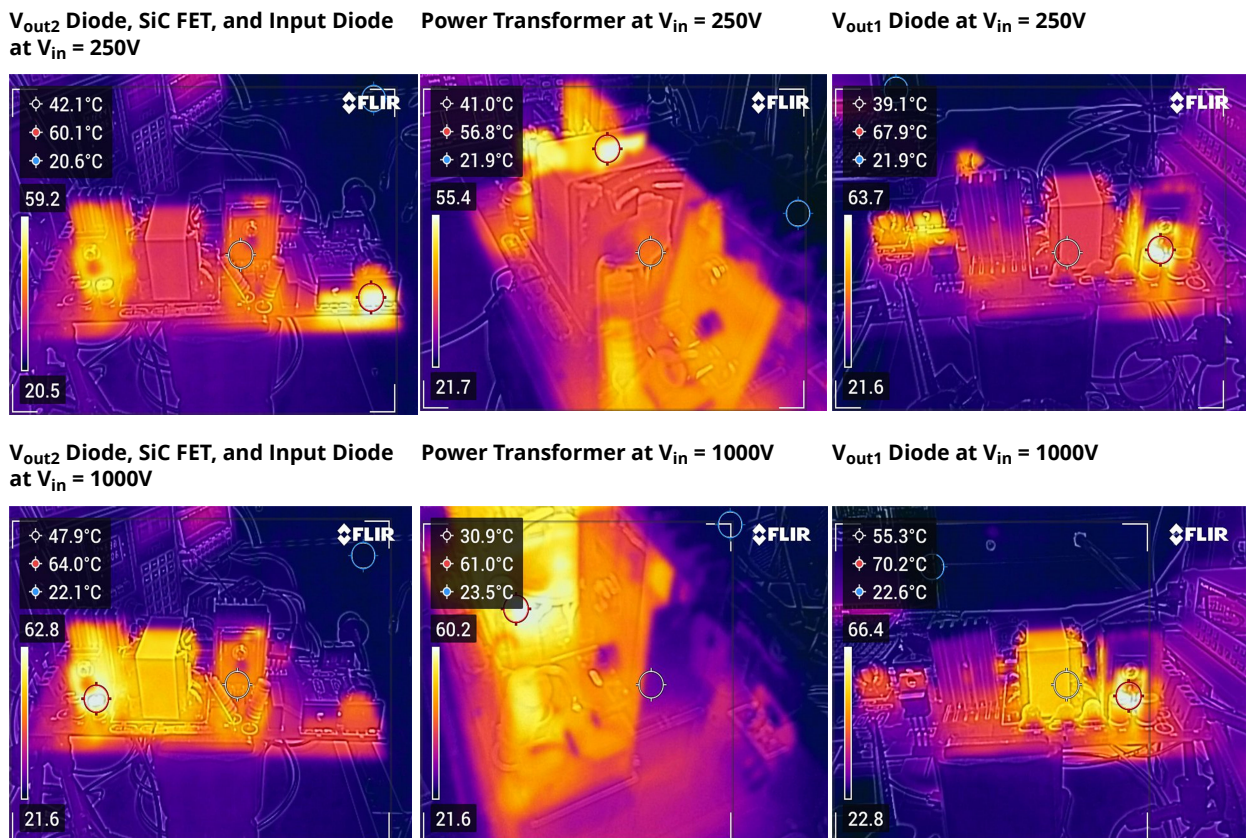 Vout2 Diode, SiC FET, and Input Diode
at Vin = 250V
Power Transformer at Vin = 250V
Vout1 Diode at Vin = 250V
42.1°C
60.1°C
20.6°C
FLIR
59.2
20.5
41.0°C
56.8°C
21.9°C
FLIR
55.4
21.7
39.1°C
67.9°C
21.9°C
FLIR
63.7
21.6
Vout2 Diode, SiC FET, and Input Diode
at Vin = 1000V
Power Transformer at Vin = 1000V
Vout1 Diode at Vin = 1000V
47.9°C
64.0°C
22.1°C
FLIR
62.8
21.6
30.9°C
61.0°C
23.5°C
FLIR
60.2
21.6
55.3°C
70.2°C
22.6°C
FLIR
66.4
22.8